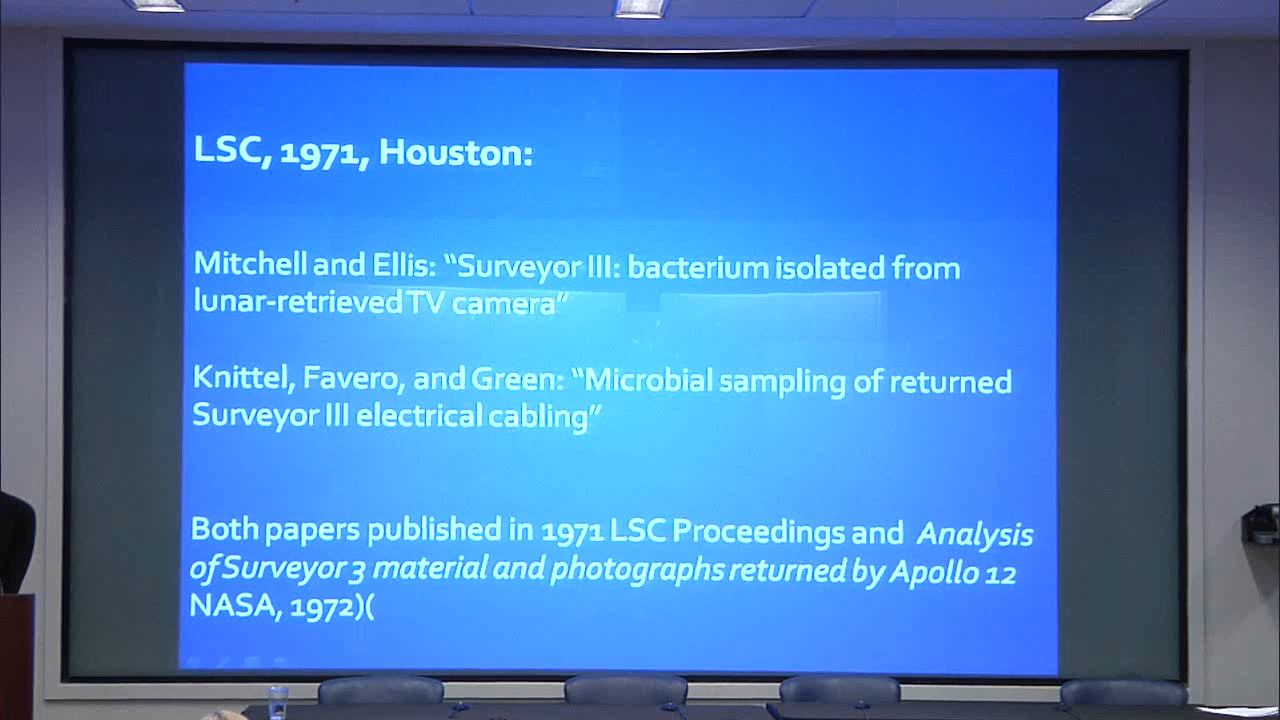 LSC, 1971, Houston:
Mitchell and Ellis: “Surveyor III: bacterium isolated from
lunar-retrieved TV camera”
Knittel, Favero, and Green: “Microbial sampling of returned
Surveyor III electrical cabling”
Both papers published in 1971 LSC Proceedings and Analysis
of Surveyor 3 material and photographs returned by Apollo 12
NASA, 1972)(